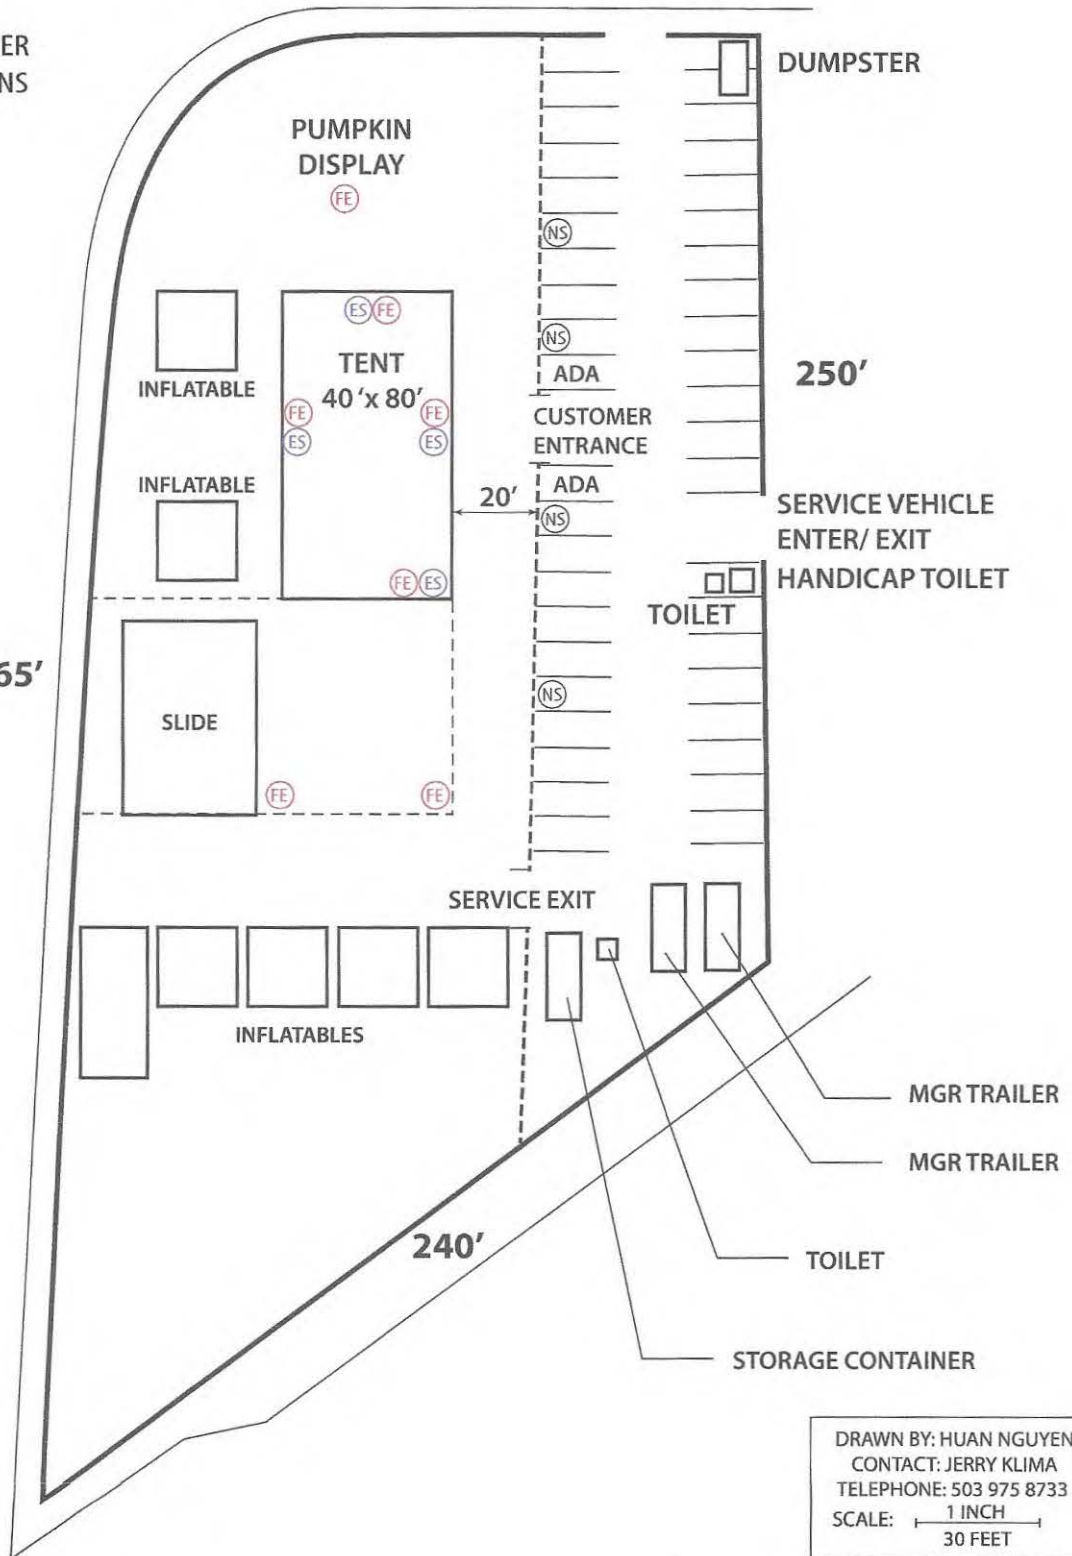 ER
NS
DUMPSTER
PUMPKIN
DISPLAY
FE
NS
ES FE
TENT
40 'x 80'
INFLATABLE
NS
ADA
250'
FE FE
ES ES
CUSTOMER
ENTRANCE
INFLATABLE
20'
ADA
NS
SERVICE VEHICLE
ENTER/ EXIT
FE ES
HANDICAP TOILET
TOILET
65'
SLIDE
NS
FE FE
SERVICE EXIT
INFLATABLES
MGR TRAILER
MGR TRAILER
240'
TOILET
STORAGE CONTAINER
DRAWN BY: HUAN NGUYEN
CONTACT: JERRY KLIMA
TELEPHONE: 503 975 8733
SCALE: 1 INCH
30 FEET